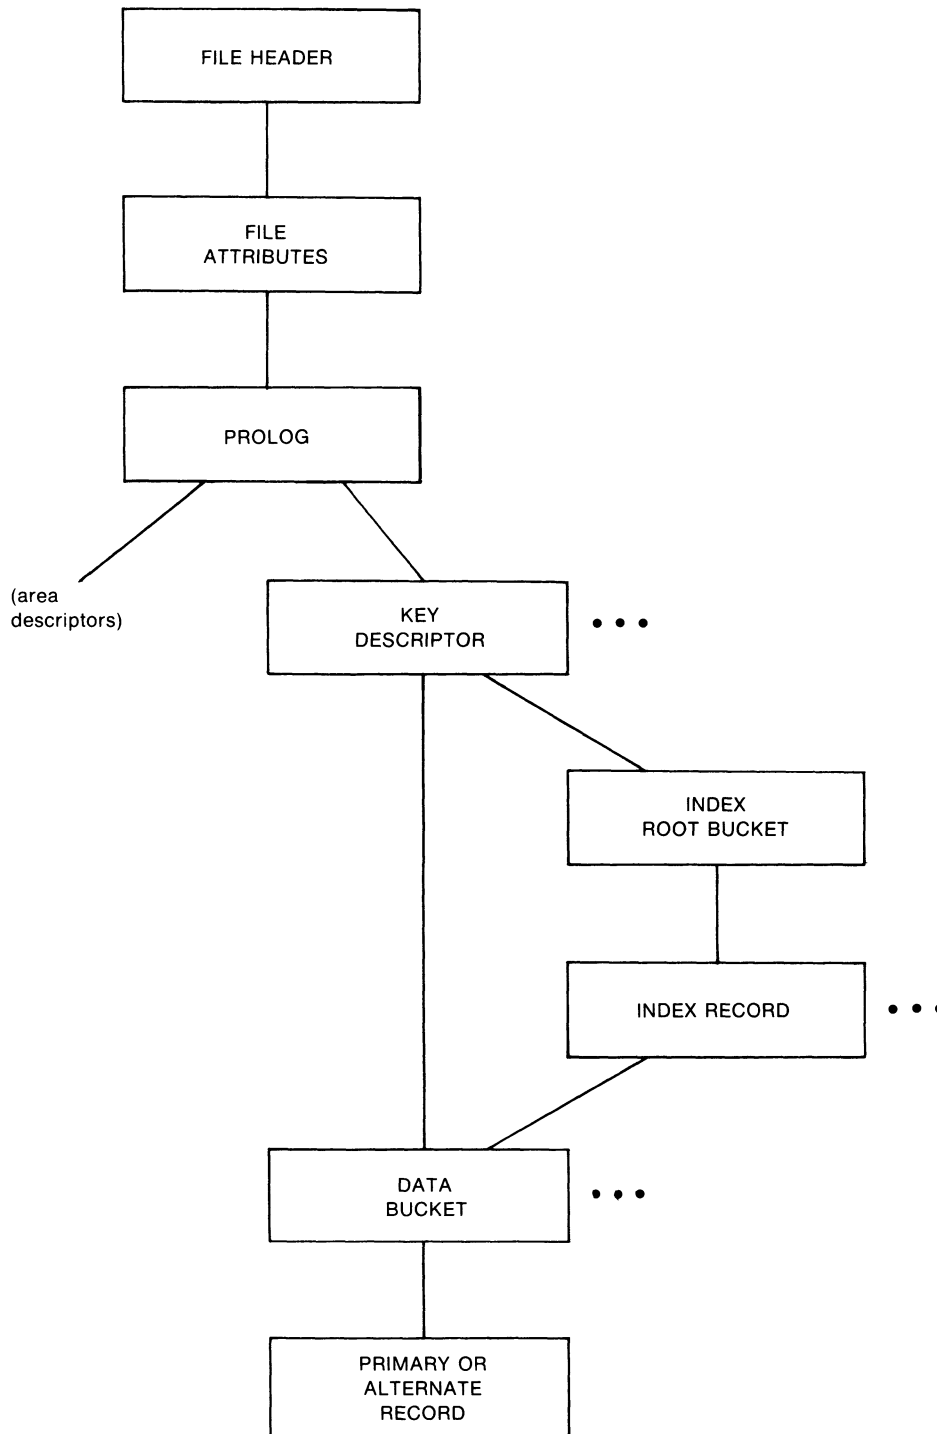 FILE HEADER
FILE
ATTRIBUTES
PROLOG
(area
descriptors)
KEY
DESCRIPTOR
INDEX
ROOT BUCKET
INDEX RECORD
DATA
BUCKET
PRIMARY OR
ALTERNATE
RECORD